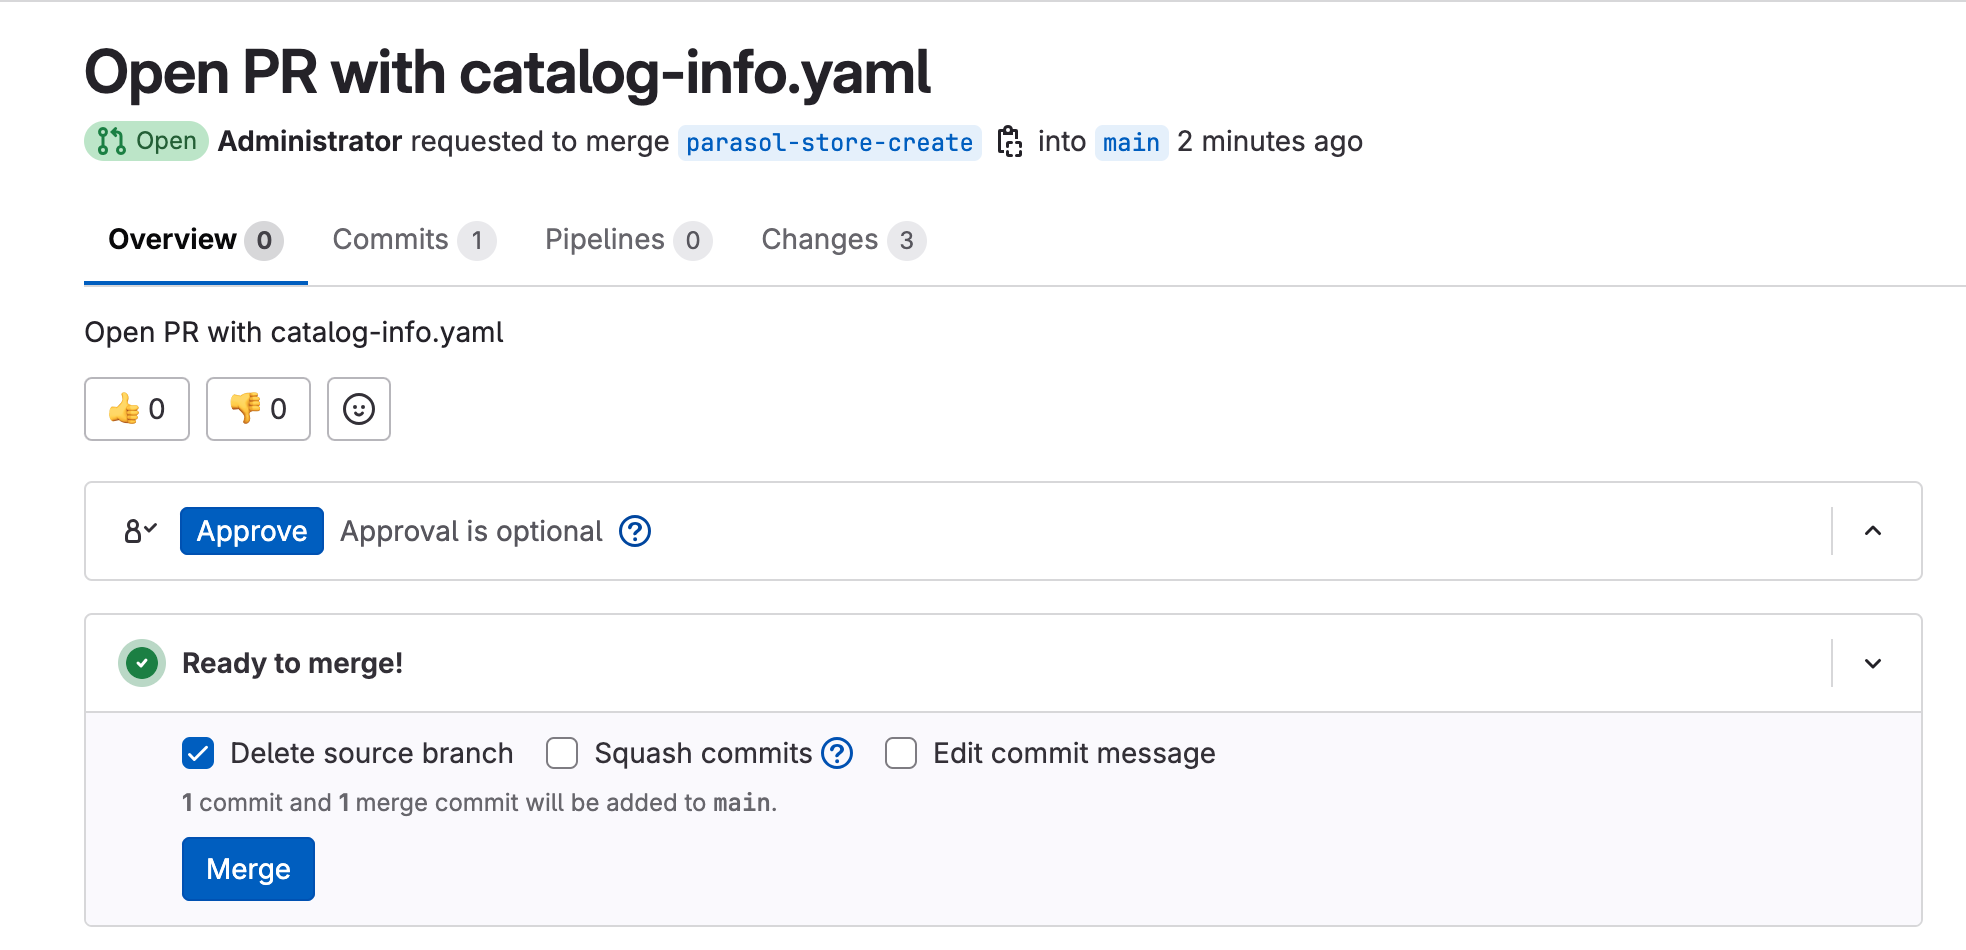 Open PR with catalog-info.yaml
Open Administrator requested to merge parasol-store-create into main 2 minutes ago
Overview 0 Commits 1 Pipelines 0 Changes 3
Open PR with catalog-info.yaml
0 0
Approve Approval is optional ?
Ready to merge!
Delete source branch Squash commits ? Edit commit message
1 commit and 1 merge commit will be added to main.
Merge